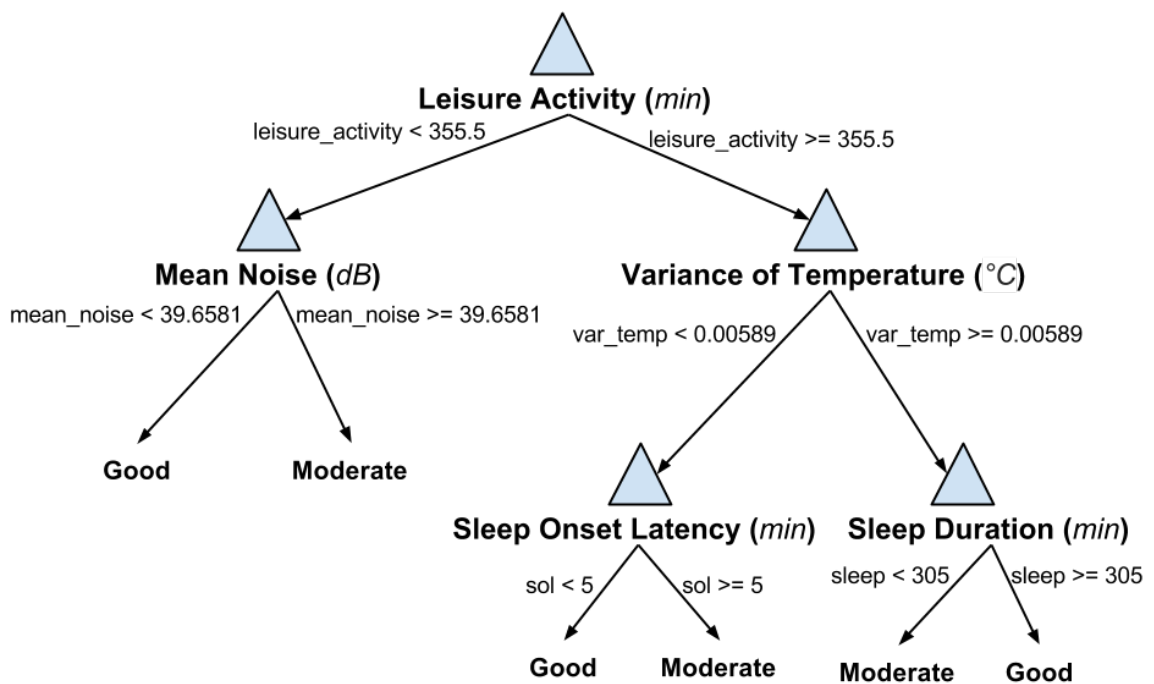 Leisure Activity (min)
leisure_activity < 355.5
leisure_activity >= 355.5
Mean Noise (dB)
Variance of Temperature (°C)
mean_noise < 39.6581
mean_noise >= 39.6581
var_temp < 0.00589
var_temp >= 0.00589
Good
Moderate
Sleep Onset Latency (min)
Sleep Duration (min)
sol < 5
sol >= 5
sleep < 305
sleep >= 305
Good
Moderate
Moderate
Good